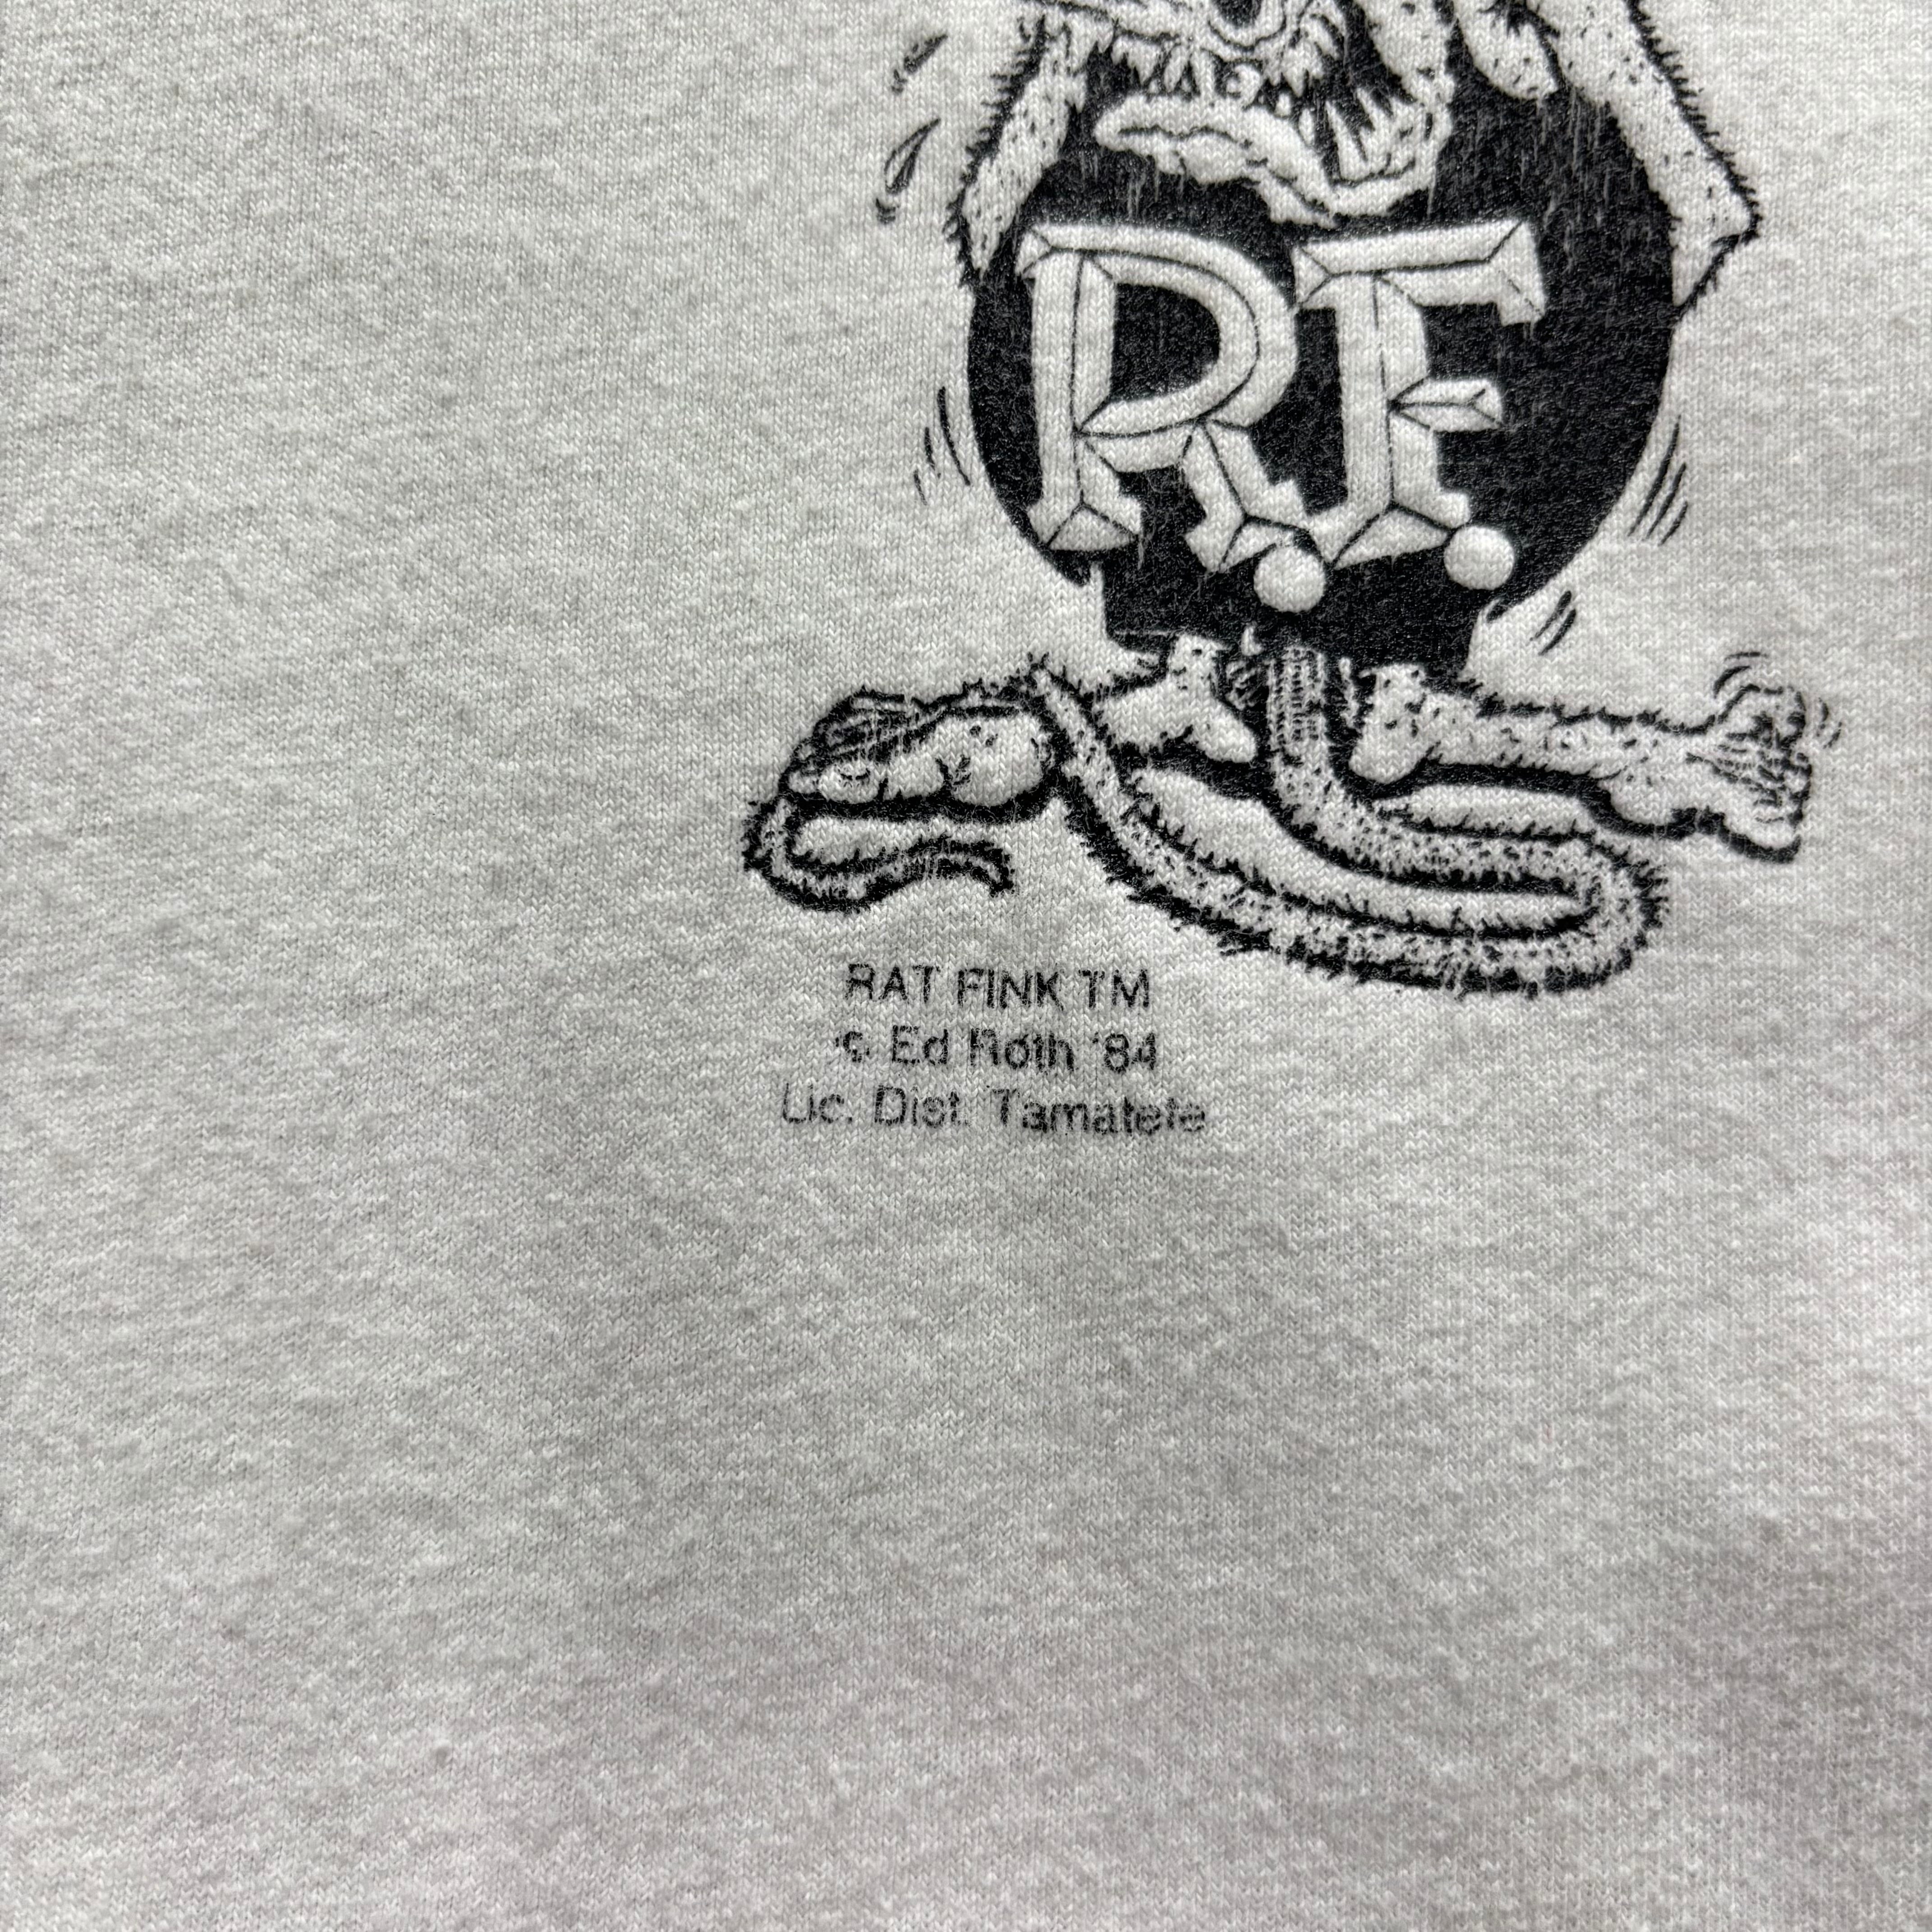 R.F.
RAT FINK TM
© Ed Roth '84
Lic. Dist. Tamatete